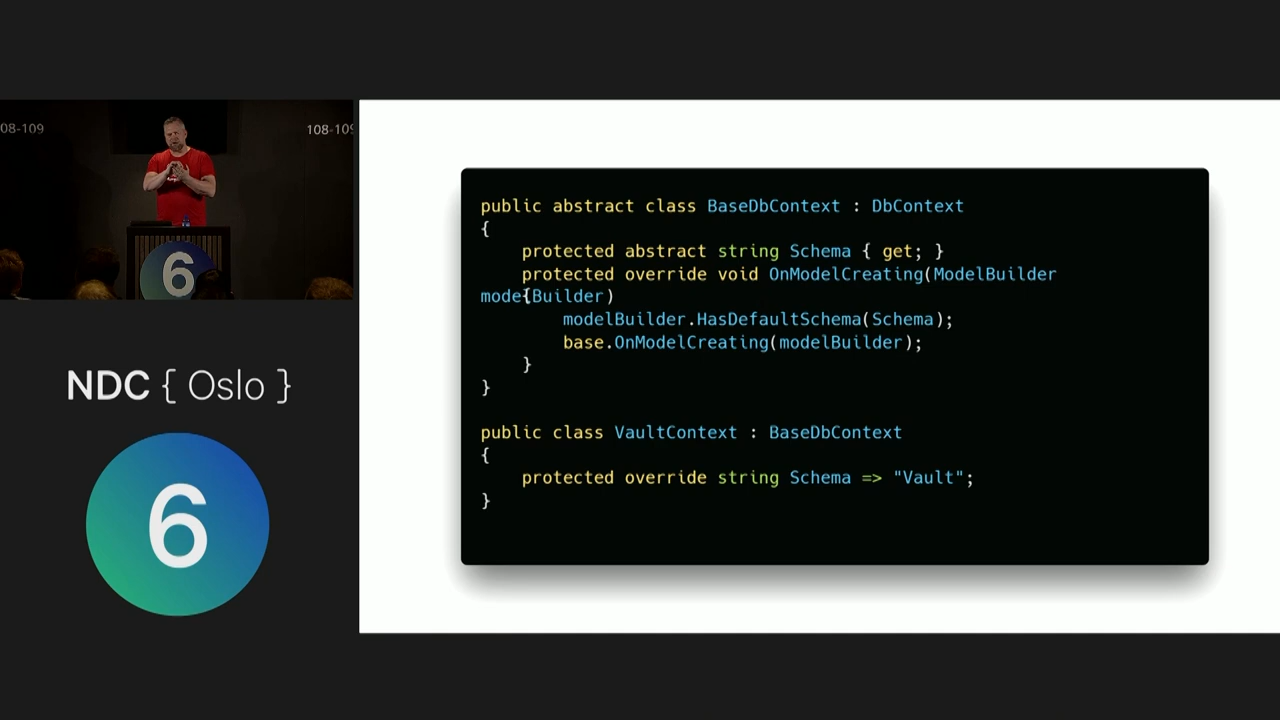 08-109
108-109
6
NDC { Oslo }
6
public abstract class BaseDbContext : DbContext
{
    protected abstract string Schema { get; }
    protected override void OnModelCreating(ModelBuilder
mode{Builder)
        modelBuilder.HasDefaultSchema(Schema);
        base.OnModelCreating(modelBuilder);
    }
}
public class VaultContext : BaseDbContext
{
    protected override string Schema => "Vault";
}